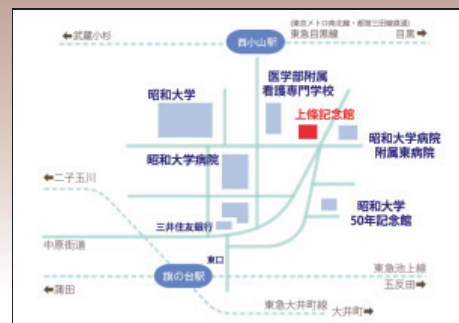 (東京メトロ南北線・都営三田線直通)
←武蔵小杉
西小山駅
東急目黒線
目黒→
医学部附属
看護専門学校
昭和大学
上條記念館
昭和大学病院
附属東病院
昭和大学病院
←二子玉川
昭和大学
50年記念館
三井住友銀行
中原街道
東口
旗の台駅
東急池上線
←蒲田
五反田→
東急大井町線
大井町→